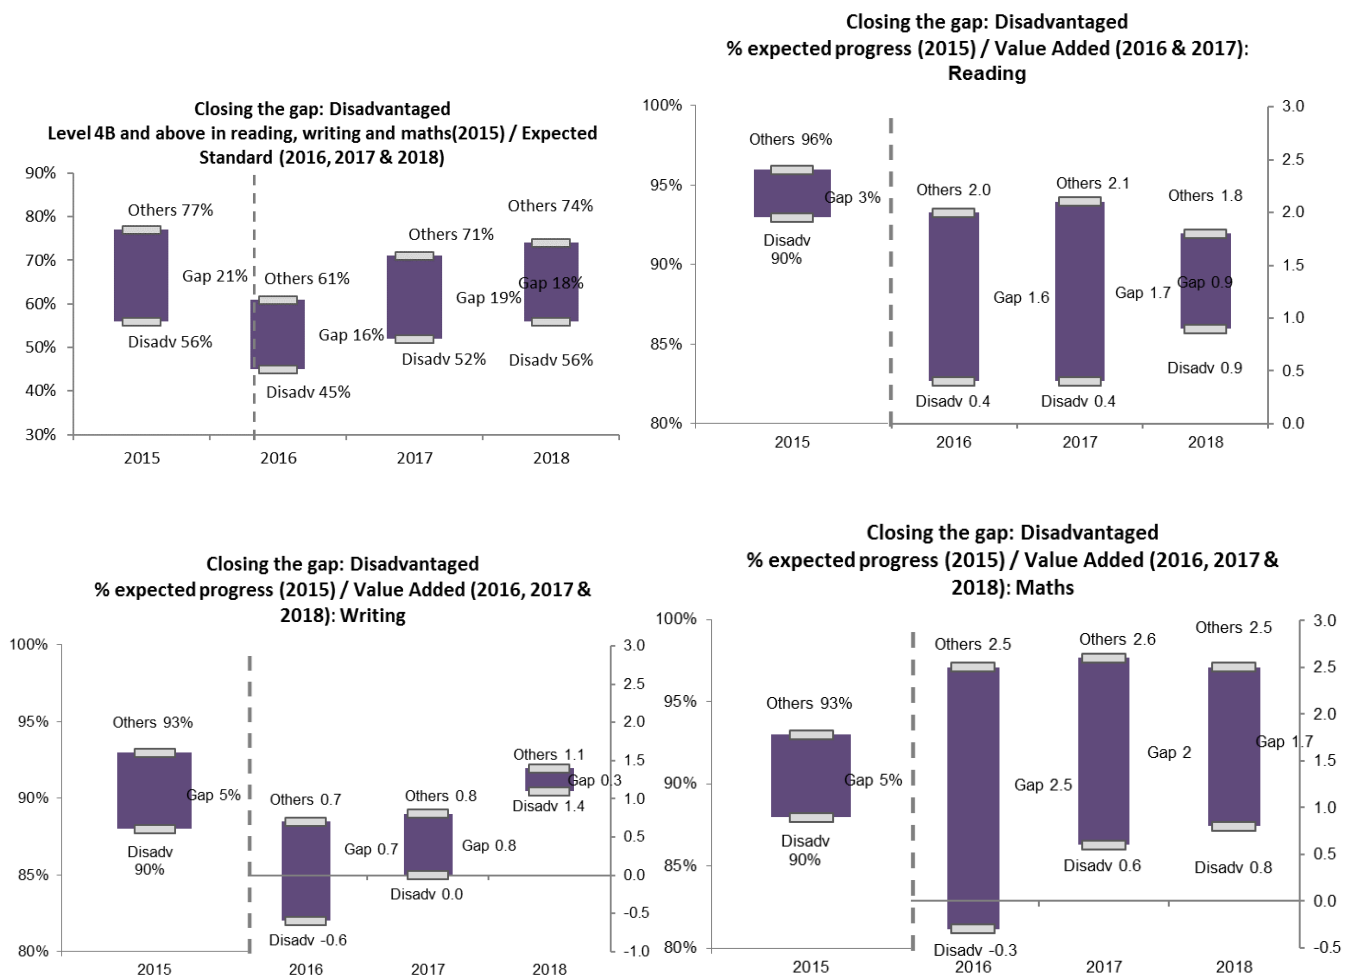 Closing the gap: Disadvantaged
Level 4B and above in reading, writing and maths(2015) / Expected
Standard (2016, 2017 & 2018)
90%
80%
70%
60%
50%
40%
30%
Others 77%
Gap 21%
Disadv 56%
Others 61%
Gap 16%
Disadv 45%
Others 71%
Gap 19%
Disadv 52%
Others 74%
Gap 18%
Disadv 56%
2015
2016
2017
2018
Closing the gap: Disadvantaged
% expected progress (2015) / Value Added (2016 & 2017):
Reading
100%
95%
90%
85%
80%
Others 96%
Gap 3%
Disadv
90%
Others 2.0
Gap 1.6
Disadv 0.4
Others 2.1
Gap 1.7
Disadv 0.4
Others 1.8
Gap 0.9
Disadv 0.9
3.0
2.5
2.0
1.5
1.0
0.5
0.0
2015
2016
2017
2018
Closing the gap: Disadvantaged
% expected progress (2015) / Value Added (2016, 2017 &
2018): Writing
100%
95%
90%
85%
80%
Others 93%
Gap 5%
Disadv
90%
Others 0.7
Gap 0.7
Disadv -0.6
Others 0.8
Gap 0.8
Disadv 0.0
Others 1.1
Gap 0.3
Disadv 1.4
3.0
2.5
2.0
1.5
1.0
0.5
0.0
-0.5
-1.0
2015
2016
2017
2018
Closing the gap: Disadvantaged
% expected progress (2015) / Value Added (2016, 2017 &
2018): Maths
100%
95%
90%
85%
80%
Others 93%
Gap 5%
Disadv
90%
Others 2.5
Gap 2.5
Disadv -0.3
Others 2.6
Gap 2
Disadv 0.6
Others 2.5
Gap 1.7
Disadv 0.8
3.0
2.5
2.0
1.5
1.0
0.5
0.0
-0.5
2015
2016
2017
2018